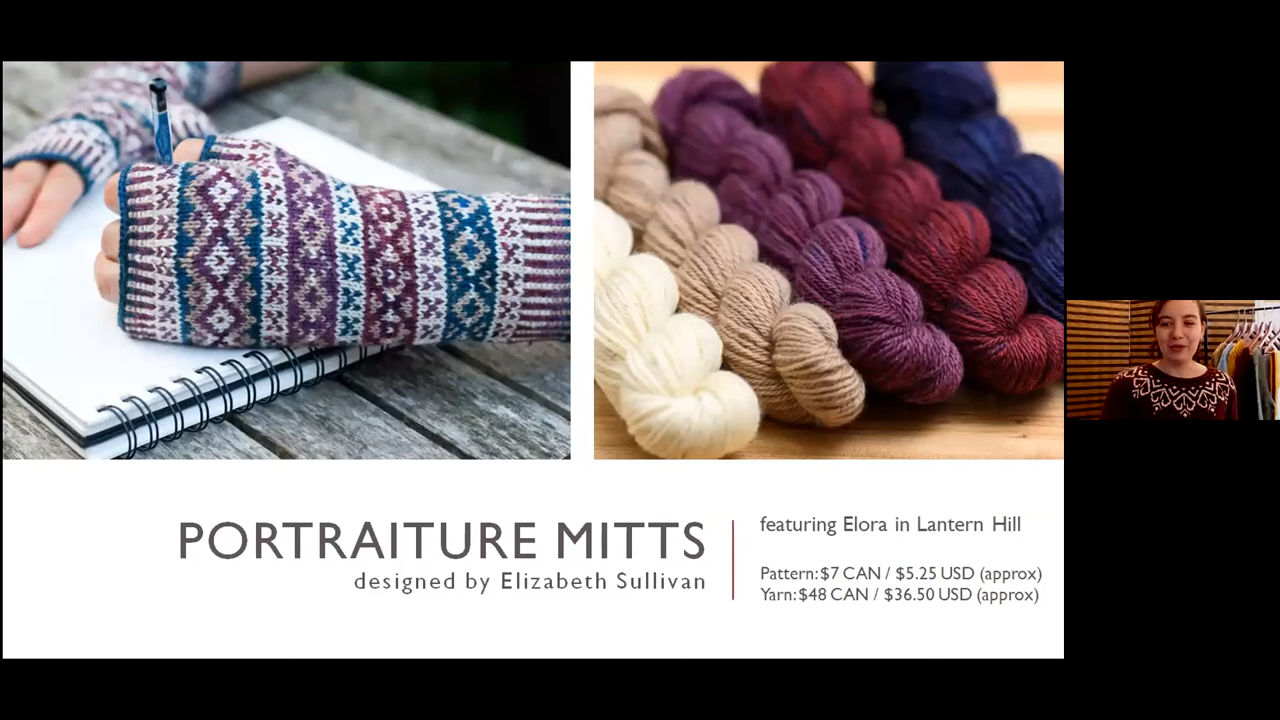 PORTRAITURE MITTS
designed by Elizabeth Sullivan
featuring Elora in Lantern Hill
Pattern:$7 CAN / $5.25 USD (approx)
Yarn:$48 CAN / $36.50 USD (approx)